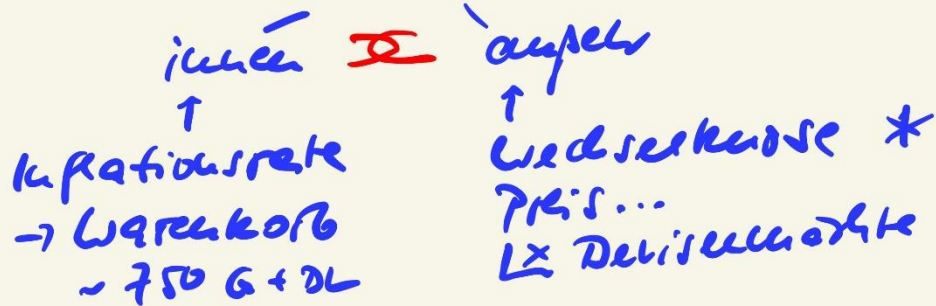 innen außen
↑ ↑
Inflationsrate Wechselkurse *
→ Warenkorb Preis...
~ 750 G + DL Devisenmärkte